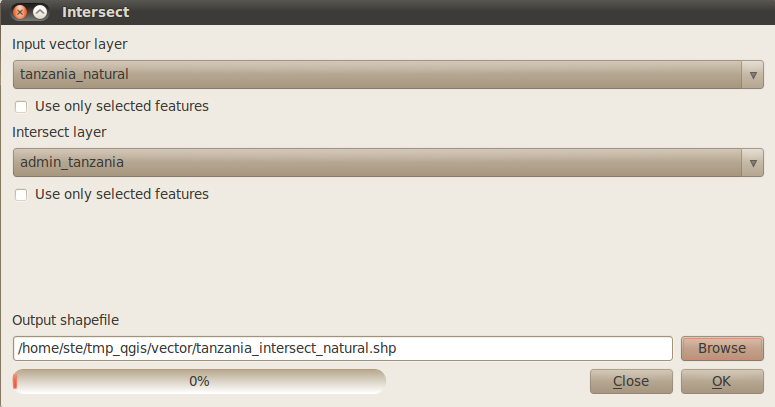 Intersect
Input vector layer
tanzania_natural
Use only selected features
Intersect layer
admin_tanzania
Use only selected features
Output shapefile
/home/ste/tmp_qgis/vector/tanzania_intersect_natural.shp Browse
0% Close OK